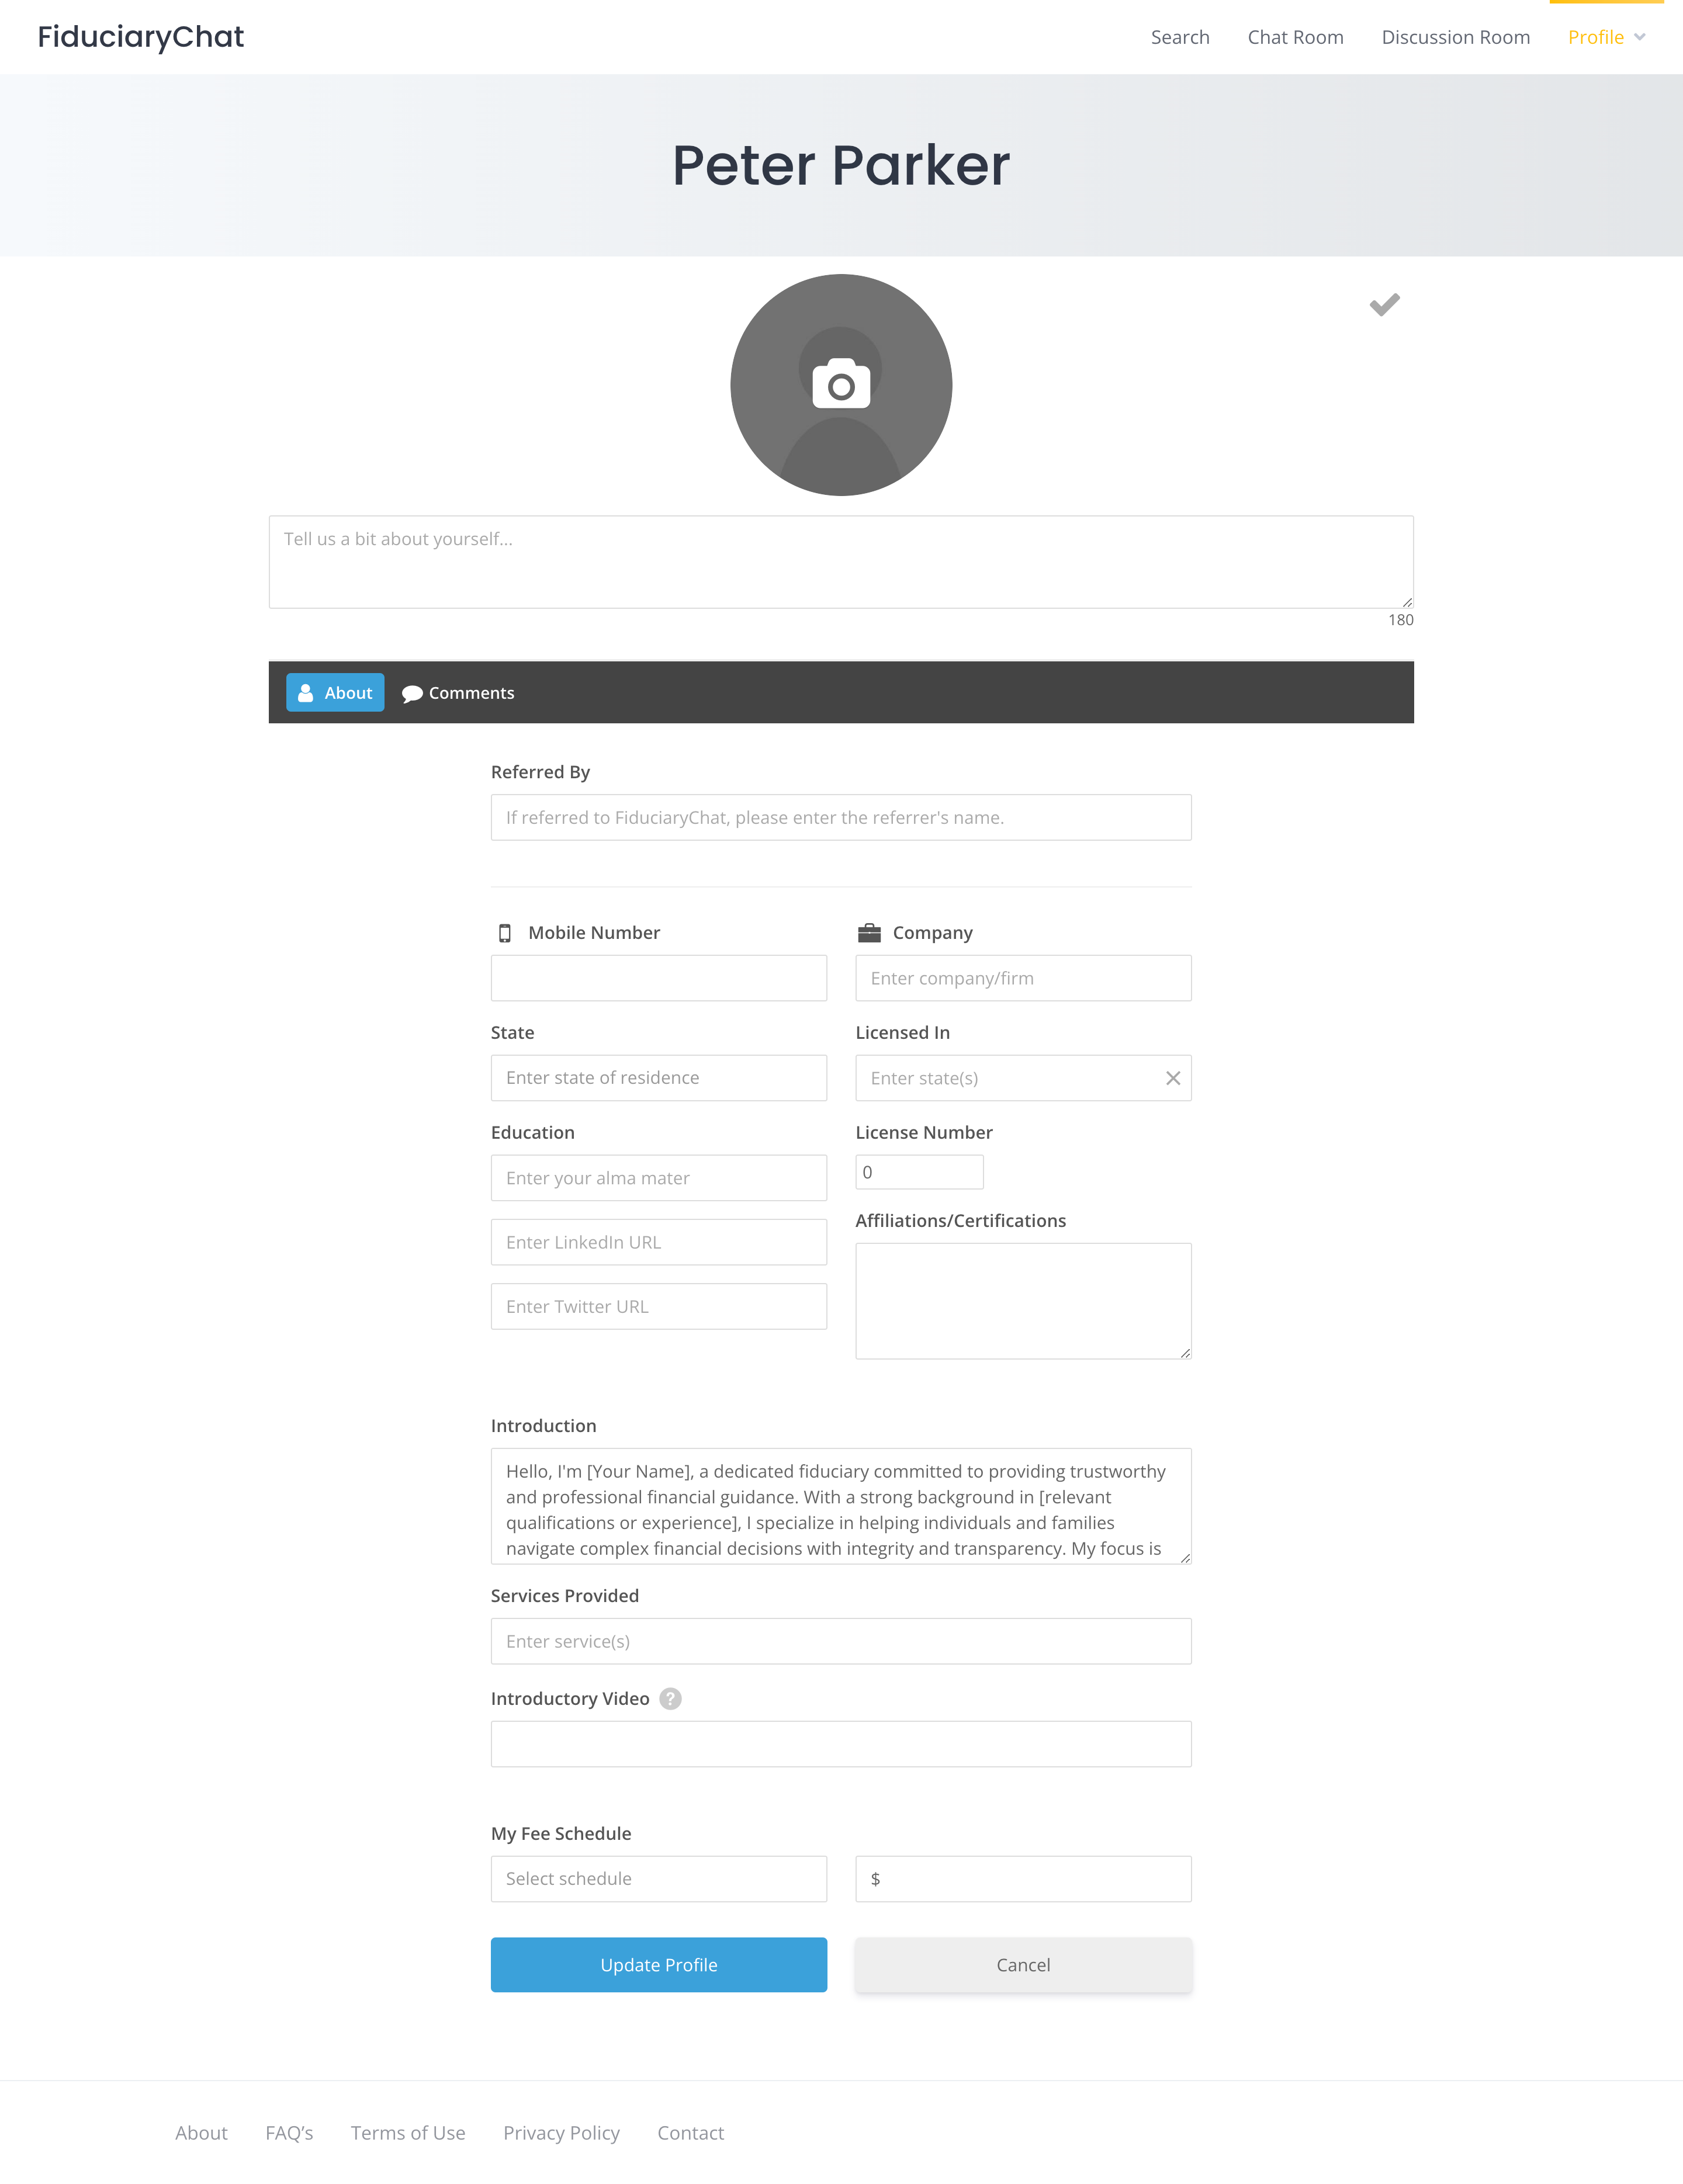 FiduciaryChat
Search
Chat Room
Discussion Room
Profile
Peter Parker
Tell us a bit about yourself...
180
About
Comments
Referred By
If referred to FiduciaryChat, please enter the referrer's name.
Mobile Number
Company
Enter company/firm
State
Licensed In
Enter state of residence
Enter state(s)
Education
License Number
Enter your alma mater
0
Affiliations/Certifications
Enter LinkedIn URL
Enter Twitter URL
Introduction
Hello, I'm [Your Name], a dedicated fiduciary committed to providing trustworthy
and professional financial guidance. With a strong background in [relevant
qualifications or experience], I specialize in helping individuals and families
navigate complex financial decisions with integrity and transparency. My focus is
Services Provided
Enter service(s)
Introductory Video ?
My Fee Schedule
Select schedule
$
Update Profile
Cancel
About
FAQ’s
Terms of Use
Privacy Policy
Contact